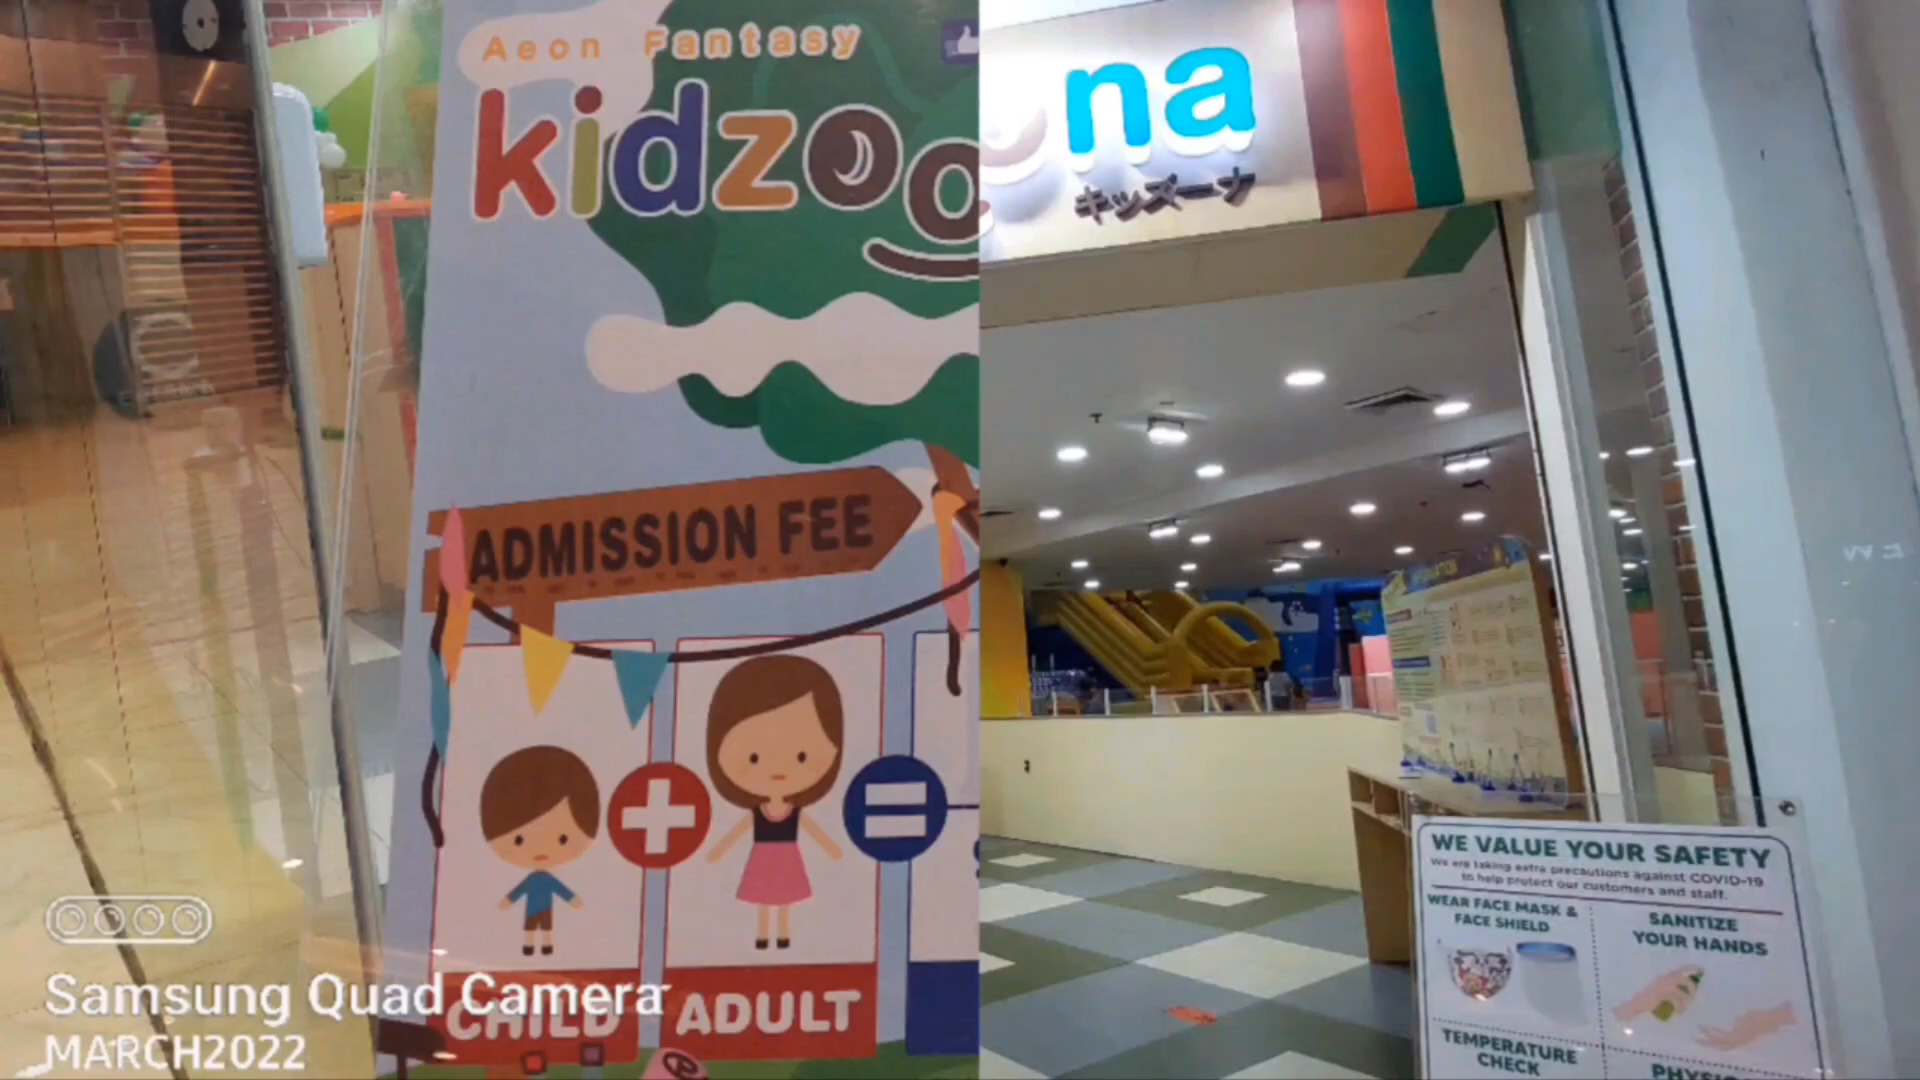 Aeon Fantasy
kidzoo
ADMISSION FEE
CHILD
ADULT
Samsung Quad Camera
MARCH2022
na
キッズーナ
WE VALUE YOUR SAFETY
We are taking extra precautions against COVID-19
to help protect our customers and staff.
WEAR FACE MASK &
FACE SHIELD
SANITIZE
YOUR HANDS
TEMPERATURE
CHECK